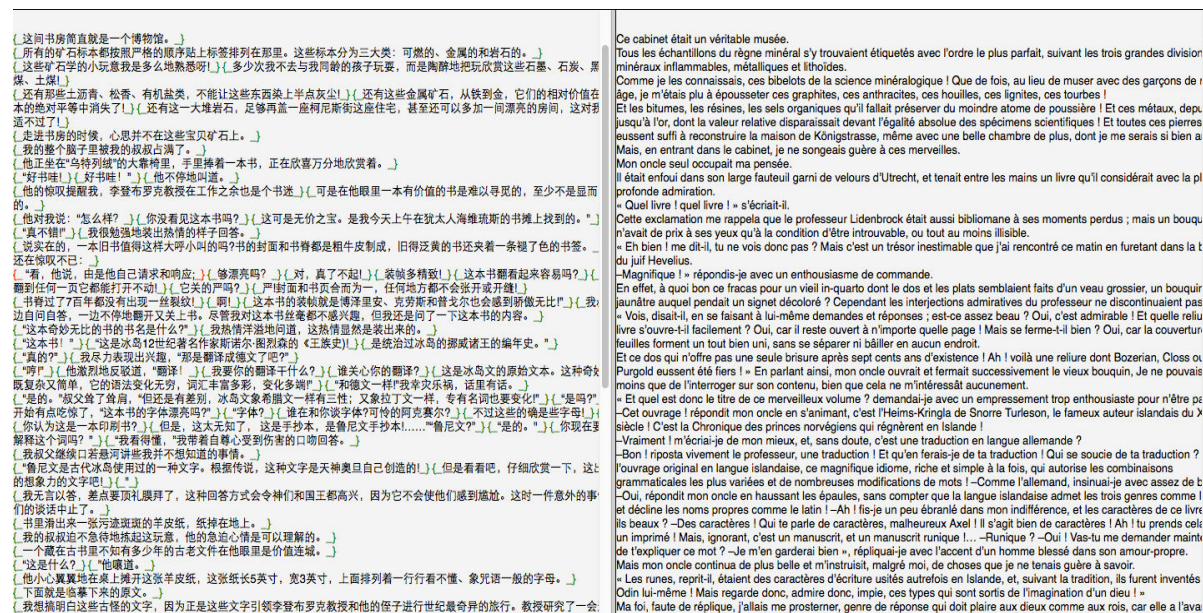 {_这间书房简直就是一个博物馆。_}
{_所有的矿石标本都按照严格的顺序贴上标签排列在那里。这些标本分为三大类：可燃的、金属的和岩石的。_}
{_这些矿石学的小玩意我是多么地熟悉呀!_}{_多少次我不去与我同龄的孩子玩耍，而是陶醉地把玩欣赏这些石墨、石炭、黑
煤、土煤!_}
{_还有那些土沥青、松香、有机盐类，不能让这些东西染上半点灰尘!_}{_还有这些金属矿石，从铁到金，它们的相对价值在
本的绝对平等中消失了!_}{_还有这一大堆岩石，足够再盖一座柯尼斯街这座住宅，甚至还可以多加一间漂亮的房间，这对我
适不过了!_}
{_走进书房的时候，心思并不在这些宝贝矿石上。_}
{_我的整个脑子里被我的叔叔占满了。_}
{_他正坐在“乌特列绒”的大靠椅里，手里捧着一本书，正在欣喜万分地欣赏着。_}
{_“好书哇!_}{_好书哇！"_}{_他不停地叫道。_}
{_他的惊叹提醒我，李登布罗克教授在工作之余也是个书迷_}{_可是在他眼里一本有价值的书是难以寻觅的，至少不是显而
的。_}
{_他对我说：“怎么样？_}{_你没看见这本书吗?_}{_这可是无价之宝。是我今天上午在犹太人海维琉斯的书摊上找到的。"_}
{_“真不错!”_}{_我很勉强地装出热情的样子回答。_}
{_说实在的，一本旧书值得这样大呼小叫的吗?书的封面和书脊都是粗牛皮制成，旧得泛黄的书还夹着一条褪了色的书签。_
还在惊叹不已：_}
{_“看，他说，由是他自己请求和响应;_}{_够漂亮吗？_}{_对，真了不起!_}{_装帧多精致!_}{_这本书翻看起来容易吗?_}{_
翻到任何一页它都能打开不动!_}{_它关的严吗?_}{_严!封面和书页合而为一，任何地方都不会张开或开缝!_}
{_书脊过了7百年都没有出现一丝裂纹!_}{_啊!_}{_这本书的装帧就是博泽里安、克劳斯和普戈尔也会感到骄傲无比!"_}{_我
边自问自答，一边不停地翻开又关上书。尽管我对这本书丝毫都不感兴趣，但我还是问了一下这本书的内容。_}
{_“这本奇妙无比的书的书名是什么?”_}{_我热情洋溢地问道，这热情显然是装出来的。_}
{_“这本书！"_}{_“这是冰岛12世纪著名作家斯诺尔·图烈森的《王族史)!_}{_是统治过冰岛的挪威诸王的编年史。"_}
{_“真的?”_}{_我尽力表现出兴趣，“那是翻译成德文了吧?”_}
{_“哼!”_}{_他激烈地反驳道，“翻译！_}{_我要你的翻译干什么?_}{_谁关心你的翻译?_}{_这是冰岛文的原始文本。这种奇妙
既复杂又简单，它的语法变化无穷，词汇丰富多彩，变化多端!”_}{_“和德文一样!”我幸灾乐祸，话里有话。_}
{_“是的。”叔父耸了耸肩，“但还是有差别，冰岛文象希腊文一样有三性；又象拉丁文一样，专有名词也要变化!”_}{_“是吗?”
开始有点吃惊了，“这本书的字体漂亮吗?”_}{_“字体?_}{_谁在和你谈字体?可怜的阿克赛尔?_}{_不过这些的确是些字母!_}
{_你认为这是一本印刷书?_}{_但是，这太无知了，这是手抄本，是鲁尼文手抄本!……”“鲁尼文?”_}{_“是的。”_}{_你现在要
解释这个词吗？"_}{_“我看得懂，”我带着自尊心受到伤害的口吻回答。_}
{_我叔父继续口若悬河讲些我并不想知道的事情。_}
{_“鲁尼文是古代冰岛使用过的一种文字。根据传说，这种文字是天神奥旦自己创造的!_}{_但是看看吧，仔细欣赏一下，这出
的想象力的文字吧!_}{_"_}
{_我无言以答，差点要顶礼膜拜了，这种回答方式会令神们和国王都高兴，因为它不会使他们感到尴尬。这时一件意外的事
们的谈话中止了。_}
{_书里滑出来一张污迹斑斑的羊皮纸，纸掉在地上。_}
{_我的叔叔迫不急待地拣起这玩意，他的急迫心情是可以理解的。_}
{_一个藏在古书里不知有多少年的古老文件在他眼里是价值连城。_}
{_“这是什么?”_}{_“他嚷道。_}
{_他小心翼翼地在桌上摊开这张羊皮纸，这张纸长5英寸，宽3英寸，上面排列着一行行看不懂、象咒语一般的字母。_}
{_下面就是临摹下来的原文。_}
{_我想搞明白这些古怪的文字，因为正是这些文字引领李登布罗克教授和他的侄子进行世纪最奇异的旅行。教授研究了一会
Ce cabinet était un véritable musée.
Tous les échantillons du règne minéral s'y trouvaient étiquetés avec l'ordre le plus parfait, suivant les trois grandes division
minéraux inflammables, métalliques et lithoïdes.
Comme je les connaissais, ces bibelots de la science minéralogique ! Que de fois, au lieu de muser avec des garçons de
âge, je m'étais plu à épousseter ces graphites, ces anthracites, ces houilles, ces lignites, ces tourbes !
Et les bitumes, les résines, les sels organiques qu'il fallait préserver du moindre atome de poussière ! Et ces métaux, depu
jusqu'à l'or, dont la valeur relative disparaissait devant l'égalité absolue des spécimens scientifiques ! Et toutes ces pierres
eussent suffi à reconstruire la maison de Königstrasse, même avec une belle chambre de plus, dont je me serais si bien a
Mais, en entrant dans le cabinet, je ne songeais guère à ces merveilles.
Mon oncle seul occupait ma pensée.
Il était enfoui dans son large fauteuil garni de velours d'Utrecht, et tenait entre les mains un livre qu'il considérait avec la pl
profonde admiration.
« Quel livre ! quel livre ! » s'écriait-il.
Cette exclamation me rappela que le professeur Lidenbrock était aussi bibliomane à ses moments perdus ; mais un bouqu
n'avait de prix à ses yeux qu'à la condition d'être introuvable, ou tout au moins illisible.
« Eh bien ! me dit-il, tu ne vois donc pas ? Mais c'est un trésor inestimable que j'ai rencontré ce matin en furetant dans la b
du juif Hevelius.
–Magnifique ! » répondis-je avec un enthousiasme de commande.
En effet, à quoi bon ce fracas pour un vieil in-quarto dont le dos et les plats semblaient faits d'un veau grossier, un bouquin
jaunâtre auquel pendait un signet décoloré ? Cependant les interjections admiratives du professeur ne discontinuaient pas
« Vois, disait-il, en se faisant à lui-même demandes et réponses ; est-ce assez beau ? Oui, c'est admirable ! Et quelle reliu
livre s'ouvre-t-il facilement ? Oui, car il reste ouvert à n'importe quelle page ! Mais se ferme-t-il bien ? Oui, car la couvertur
feuilles forment un tout bien uni, sans se séparer ni bâiller en aucun endroit.
Et ce dos qui n'offre pas une seule brisure après sept cents ans d'existence ! Ah ! voilà une reliure dont Bozerian, Closs ou
Purgold eussent été fiers ! » En parlant ainsi, mon oncle ouvrait et fermait successivement le vieux bouquin, Je ne pouvais
moins que de l'interroger sur son contenu, bien que cela ne m'intéressât aucunement.
« Et quel est donc le titre de ce merveilleux volume ? demandai-je avec un empressement trop enthousiaste pour n'être pa
–Cet ouvrage ! répondit mon oncle en s'animant, c'est l'Heims-Kringla de Snorre Turleson, le fameux auteur islandais du X
siècle ! C'est la Chronique des princes norvégiens qui régnèrent en Islande !
–Vraiment ! m'écriai-je de mon mieux, et, sans doute, c'est une traduction en langue allemande ?
–Bon ! riposta vivement le professeur, une traduction ! Et qu'en ferais-je de ta traduction ! Qui se soucie de ta traduction ?
l'ouvrage original en langue islandaise, ce magnifique idiome, riche et simple à la fois, qui autorise les combinaisons
grammaticales les plus variées et de nombreuses modifications de mots ! –Comme l'allemand, insinuai-je avec assez de b
–Oui, répondit mon oncle en haussant les épaules, sans compter que la langue islandaise admet les trois genres comme l
et décline les noms propres comme le latin ! –Ah ! fis-je un peu ébranlé dans mon indifférence, et les caractères de ce livre
ils beaux ? –Des caractères ! Qui te parle de caractères, malheureux Axel ! Il s'agit bien de caractères ! Ah ! tu prends cela
un imprimé ! Mais, ignorant, c'est un manuscrit, et un manuscrit runique !... –Runique ? –Oui ! Vas-tu me demander mainte
de t'expliquer ce mot ? –Je m'en garderai bien », répliquai-je avec l'accent d'un homme blessé dans son amour-propre.
Mais mon oncle continua de plus belle et m'instruisit, malgré moi, de choses que je ne tenais guère à savoir.
« Les runes, reprit-il, étaient des caractères d'écriture usités autrefois en Islande, et, suivant la tradition, ils furent inventés
Odin lui-même ! Mais regarde donc, admire donc, impie, ces types qui sont sortis de l'imagination d'un dieu... »
Ma foi, faute de réplique, j'allais me prosterner, genre de réponse qui doit plaire aux dieux comme aux rois, car elle a l'ava